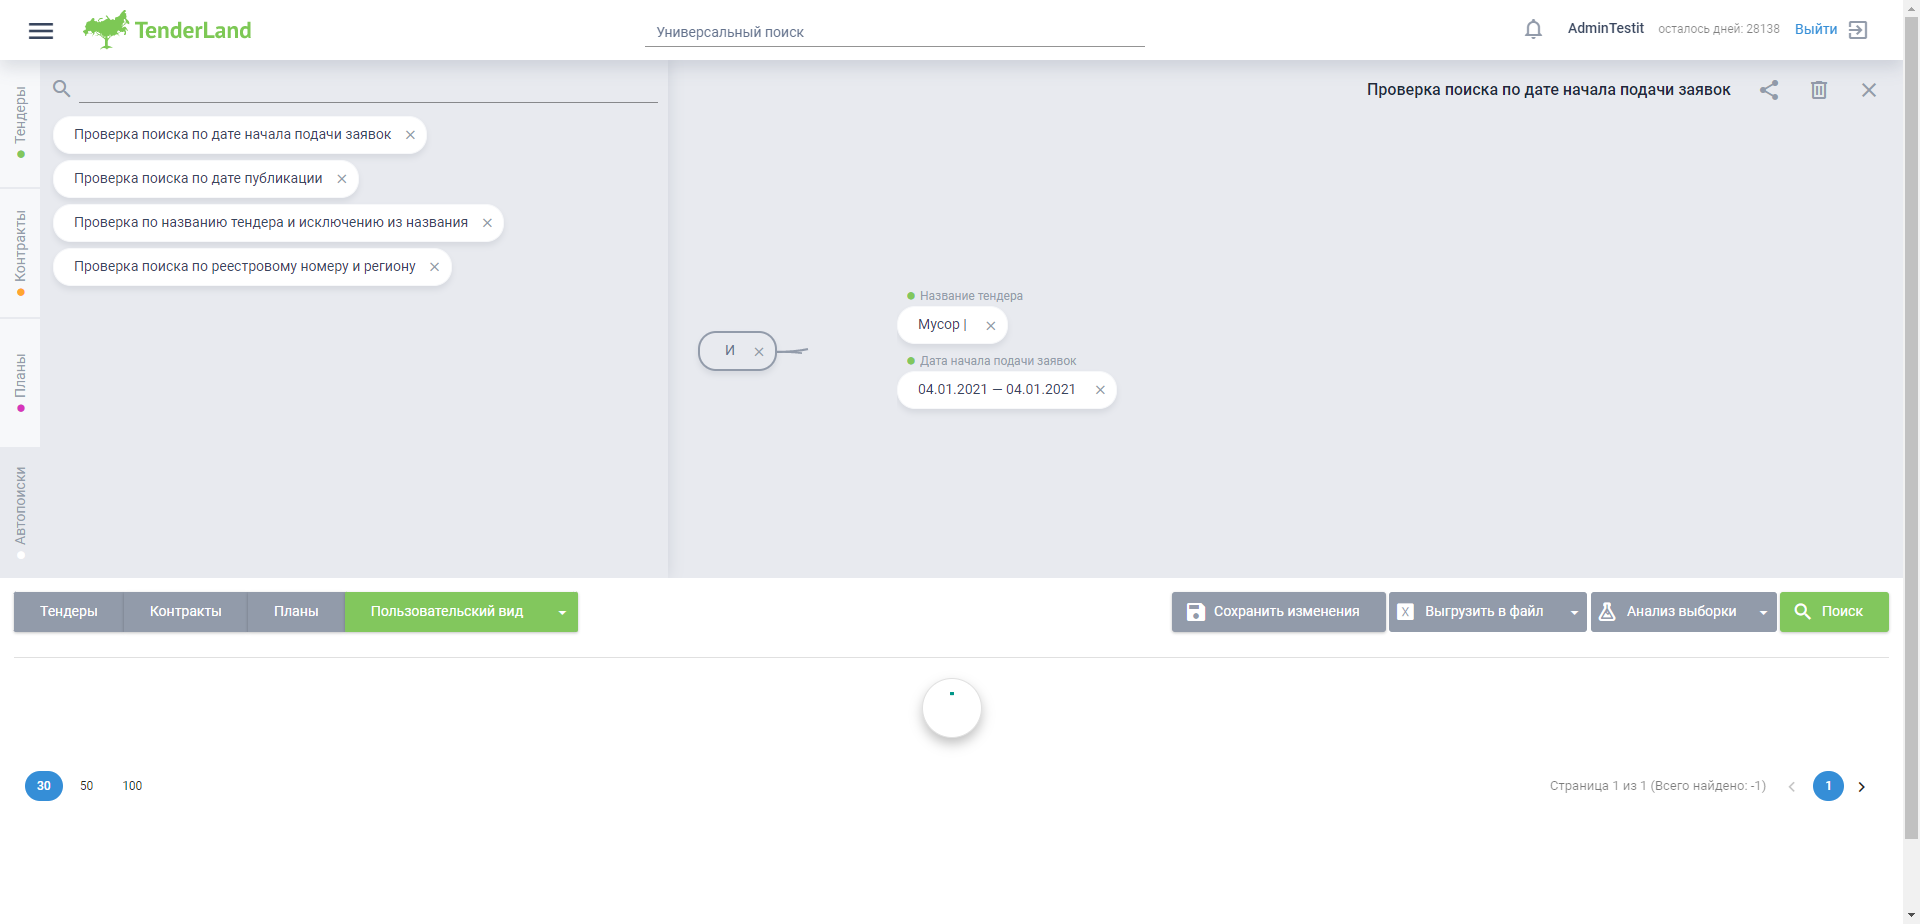 TenderLand
Универсальный поиск
AdminTestit
осталось дней: 28138
Выйти
Тендеры
Контракты
Планы
Автопоиски
Проверка поиска по дате начала подачи заявок
Проверка поиска по дате публикации
Проверка по названию тендера и исключению из названия
Проверка поиска по реестровому номеру и региону
Проверка поиска по дате начала подачи заявок
И
Название тендера
Мусор |
Дата начала подачи заявок
04.01.2021 — 04.01.2021
Тендеры
Контракты
Планы
Пользовательский вид
Сохранить изменения
X Выгрузить в файл
Анализ выборки
Поиск
30 50 100
Страница 1 из 1 (Всего найдено: -1)
1